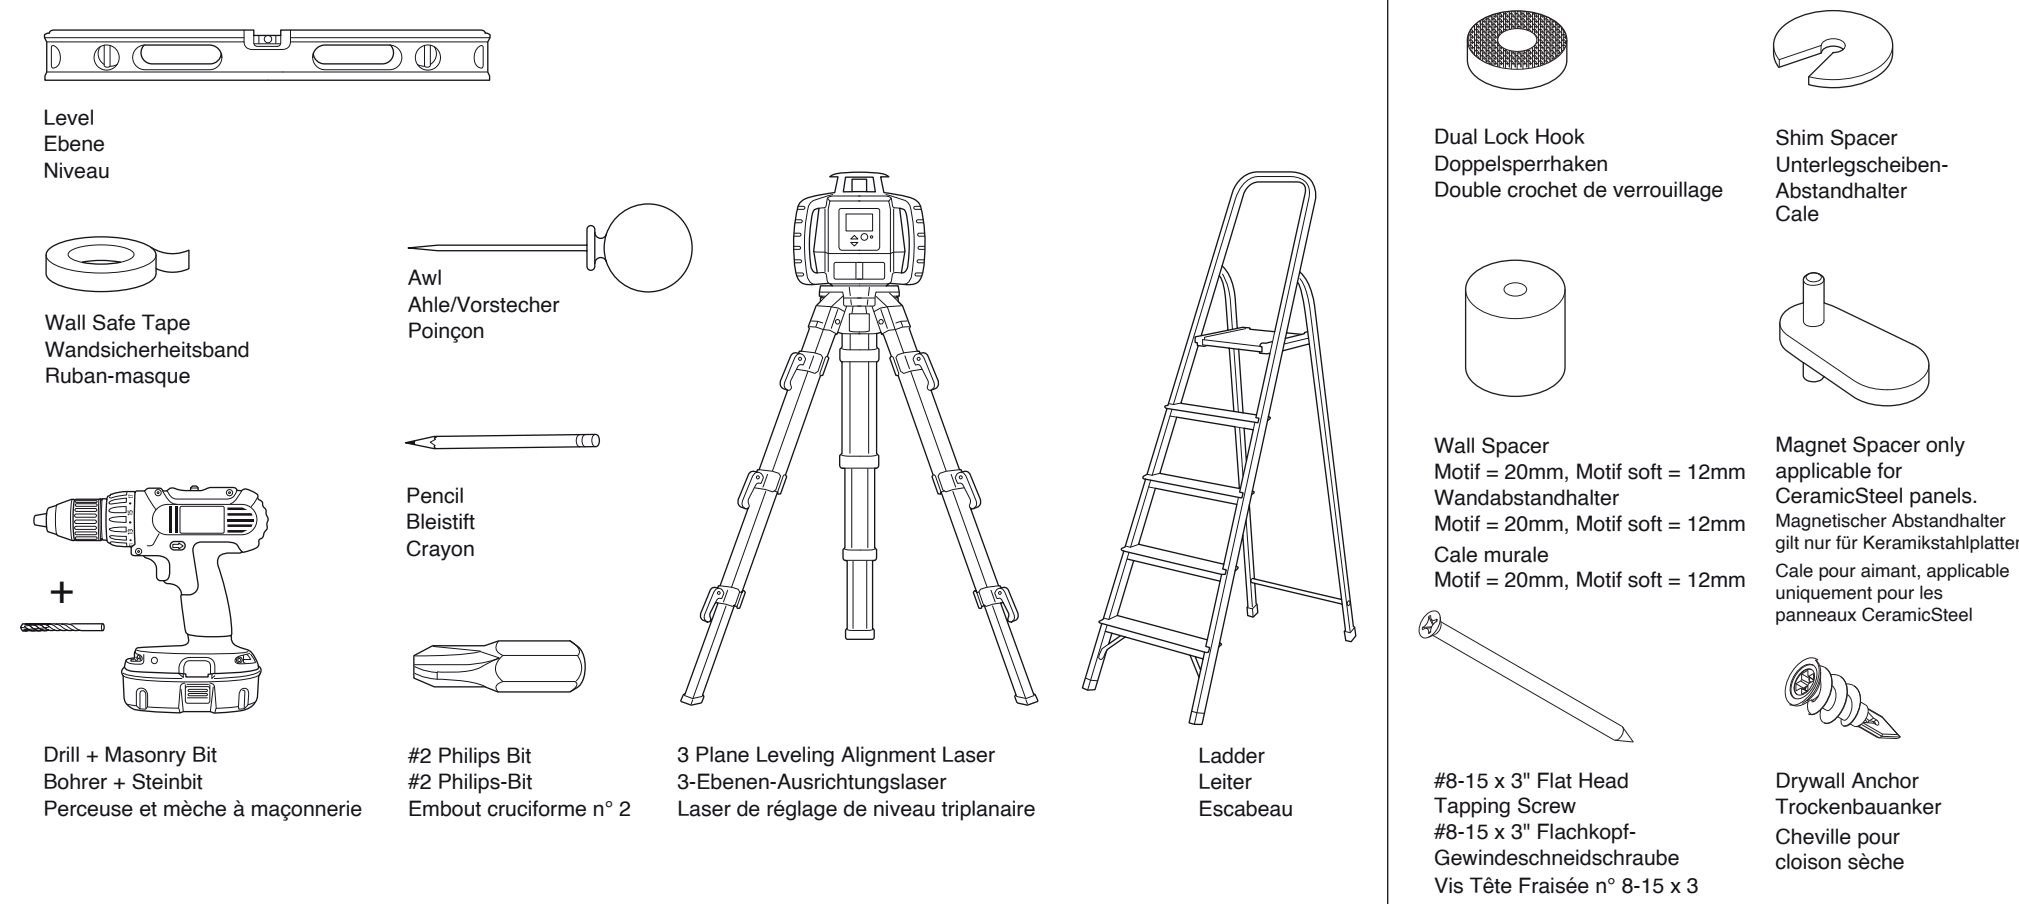 Level
Ebene
Niveau
Wall Safe Tape
Wandsicherheitsband
Ruban-masque
Awl
Ahle/Vorstecher
Poinçon
Pencil
Bleistift
Crayon
+
Drill + Masonry Bit
Bohrer + Steinbit
Perceuse et mèche à maçonnerie
#2 Philips Bit
#2 Philips-Bit
Embout cruciforme n° 2
3 Plane Leveling Alignment Laser
3-Ebenen-Ausrichtungslaser
Laser de réglage de niveau triplanaire
Ladder
Leiter
Escabeau
Dual Lock Hook
Doppelsperrhaken
Double crochet de verrouillage
Shim Spacer
Unterlegscheiben-
Abstandhalter
Cale
Wall Spacer
Motif = 20mm, Motif soft = 12mm
Wandabstandhalter
Motif = 20mm, Motif soft = 12mm
Cale murale
Motif = 20mm, Motif soft = 12mm
Magnet Spacer only
applicable for
CeramicSteel panels.
Magnetischer Abstandhalter
gilt nur für Keramikstahlplatten
Cale pour aimant, applicable
uniquement pour les
panneaux CeramicSteel
#8-15 x 3" Flat Head
Tapping Screw
#8-15 x 3" Flachkopf-
Gewindeschneidschraube
Vis Tête Fraisée n° 8-15 x 3
Drywall Anchor
Trockenbauanker
Cheville pour
cloison sèche